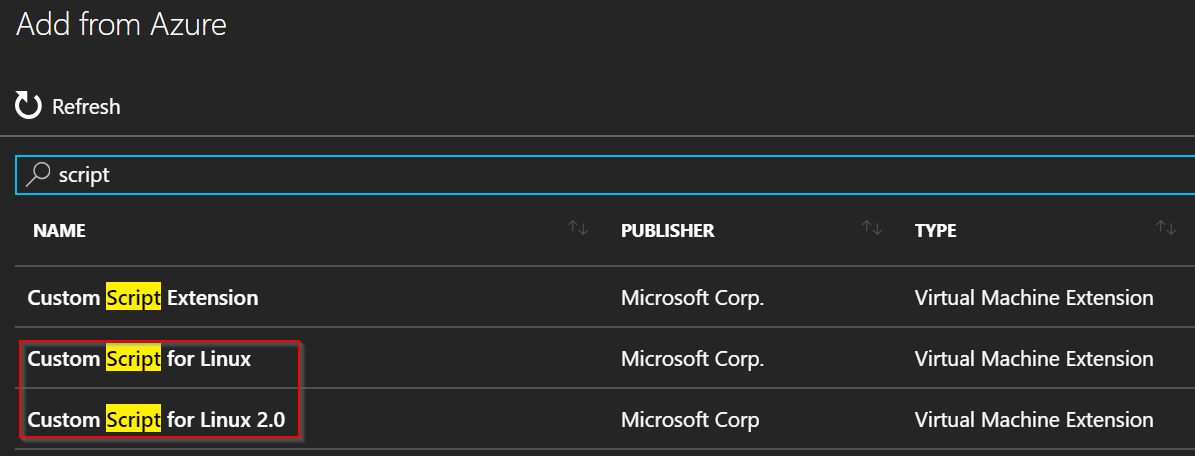 Add from Azure
Refresh
script
NAME PUBLISHER TYPE
Custom Script Extension Microsoft Corp. Virtual Machine Extension
Custom Script for Linux Microsoft Corp. Virtual Machine Extension
Custom Script for Linux 2.0 Microsoft Corp Virtual Machine Extension